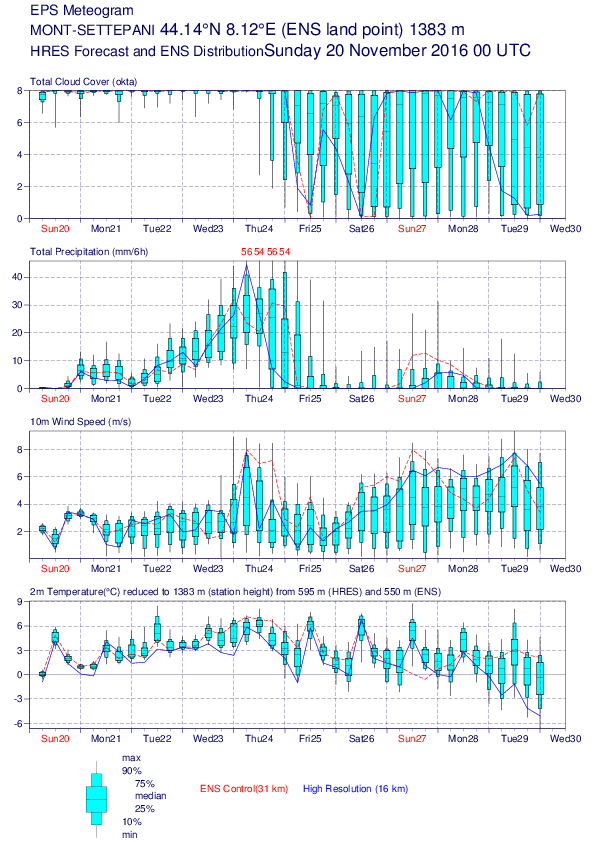 EPS Meteogram
MONT-SETTEPANI 44.14°N 8.12°E (ENS land point) 1383 m
HRES Forecast and ENS DistributionSunday 20 November 2016 00 UTC
Total Cloud Cover (okta)
8
6
4
2
0
Sun20 Mon21 Tue22 Wed23 Thu24 Fri25 Sat26 Sun27 Mon28 Tue29 Wed30
Total Precipitation (mm/6h)
56 54 56 54
40
30
20
10
0
Sun20 Mon21 Tue22 Wed23 Thu24 Fri25 Sat26 Sun27 Mon28 Tue29 Wed30
10m Wind Speed (m/s)
8
6
4
2
Sun20 Mon21 Tue22 Wed23 Thu24 Fri25 Sat26 Sun27 Mon28 Tue29 Wed30
2m Temperature(°C) reduced to 1383 m (station height) from 595 m (HRES) and 550 m (ENS)
9
6
3
0
-3
-6
Sun20 Mon21 Tue22 Wed23 Thu24 Fri25 Sat26 Sun27 Mon28 Tue29 Wed30
max
90%
75%
median
25%
10%
min
ENS Control(31 km) High Resolution (16 km)